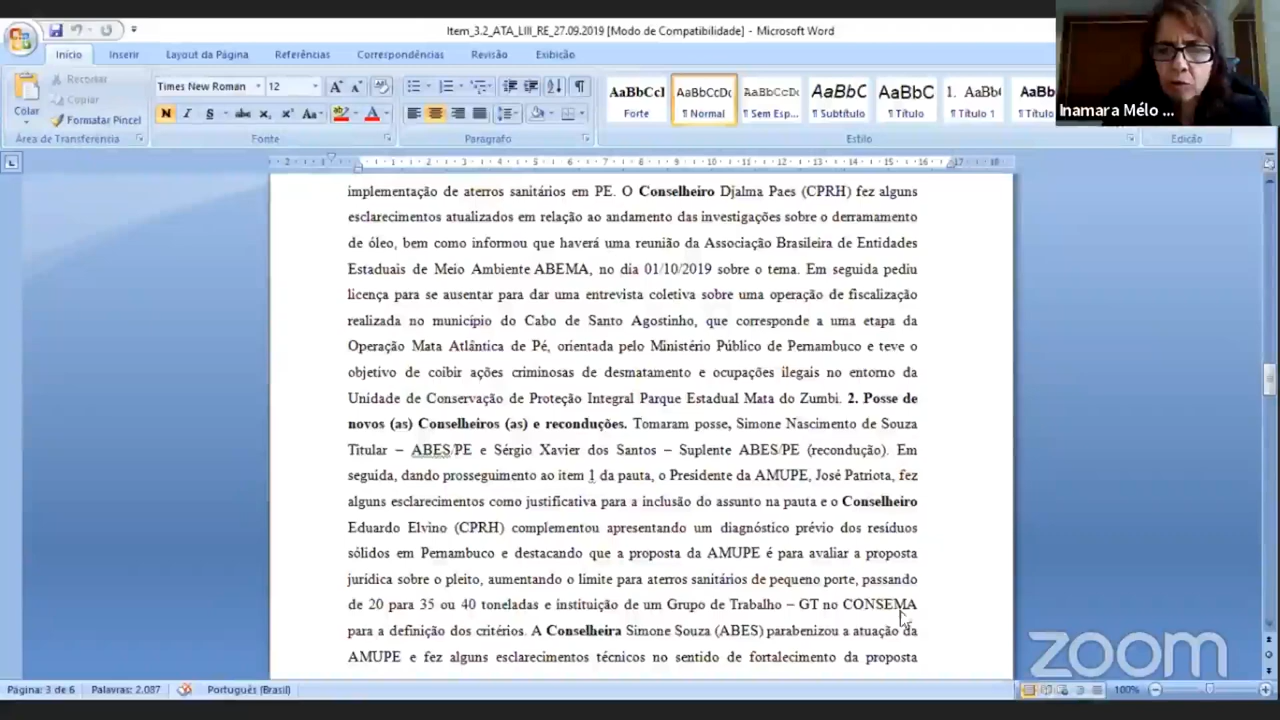 Item_3.2_ATA_LIII_RE_27.09.2019 [Modo de Compatibilidade] - Microsoft Word
Início Inserir Layout da Página Referências Correspondências Revisão Exibição
Colar
Recortar
Copiar
Formatar Pincel
Área de Transferência
Times New Roman 12
Fonte
Parágrafo
AaBbCcI AaBbCcDc AaBbCcDc AaBbC AaBbCC 1. AaBb( AaBb
Forte ¶ Normal ¶ Sem Esp... ¶ Subtítulo ¶ Título ¶ Título 1 ¶ Título
Estilo
Edição
Inamara Mélo ...
implementação de aterros sanitários em PE. O Conselheiro Djalma Paes (CPRH) fez alguns
esclarecimentos atualizados em relação ao andamento das investigações sobre o derramamento
de óleo, bem como informou que haverá uma reunião da Associação Brasileira de Entidades
Estaduais de Meio Ambiente ABEMA, no dia 01/10/2019 sobre o tema. Em seguida pediu
licença para se ausentar para dar uma entrevista coletiva sobre uma operação de fiscalização
realizada no município do Cabo de Santo Agostinho, que corresponde a uma etapa da
Operação Mata Atlântica de Pé, orientada pelo Ministério Público de Pernambuco e teve o
objetivo de coibir ações criminosas de desmatamento e ocupações ilegais no entorno da
Unidade de Conservação de Proteção Integral Parque Estadual Mata do Zumbi. 2. Posse de
novos (as) Conselheiros (as) e reconduções. Tomaram posse, Simone Nascimento de Souza
Titular – ABES/PE e Sérgio Xavier dos Santos – Suplente ABES/PE (recondução). Em
seguida, dando prosseguimento ao item 1 da pauta, o Presidente da AMUPE, José Patriota, fez
alguns esclarecimentos como justificativa para a inclusão do assunto na pauta e o Conselheiro
Eduardo Elvino (CPRH) complementou apresentando um diagnóstico prévio dos resíduos
sólidos em Pernambuco e destacando que a proposta da AMUPE é para avaliar a proposta
jurídica sobre o pleito, aumentando o limite para aterros sanitários de pequeno porte, passando
de 20 para 35 ou 40 toneladas e instituição de um Grupo de Trabalho – GT no CONSEMA
para a definição dos critérios. A Conselheira Simone Souza (ABES) parabenizou a atuação da
AMUPE e fez alguns esclarecimentos técnicos no sentido de fortalecimento da proposta
zoom
Página: 3 de 6 Palavras: 2.087 Português (Brasil) 100%